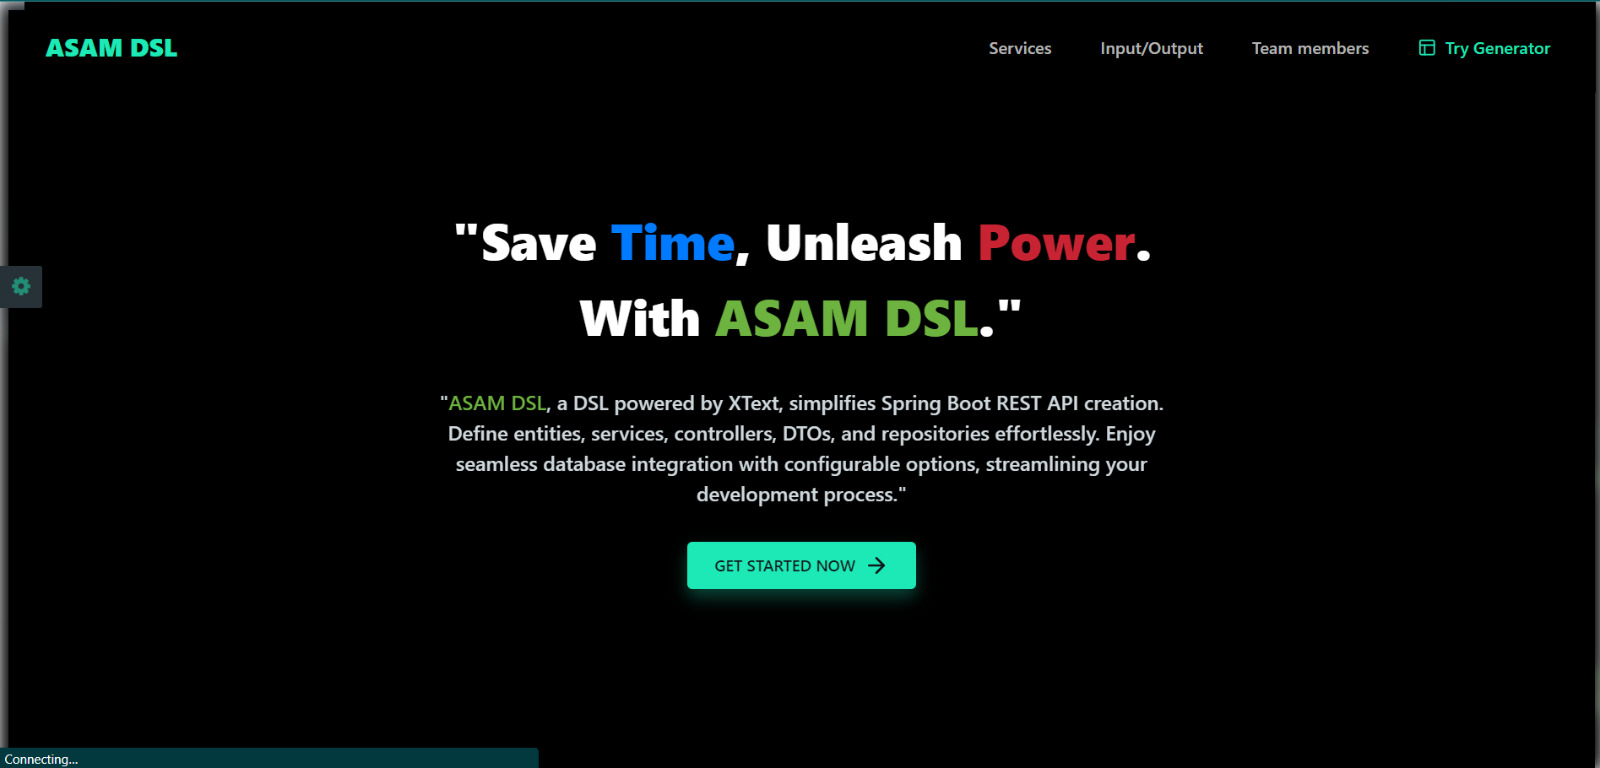 ASAM DSL
Services
Input/Output
Team members
Try Generator
"Save Time, Unleash Power.
With ASAM DSL."
"ASAM DSL, a DSL powered by XText, simplifies Spring Boot REST API creation.
Define entities, services, controllers, DTOs, and repositories effortlessly. Enjoy
seamless database integration with configurable options, streamlining your
development process."
GET STARTED NOW
Connecting...